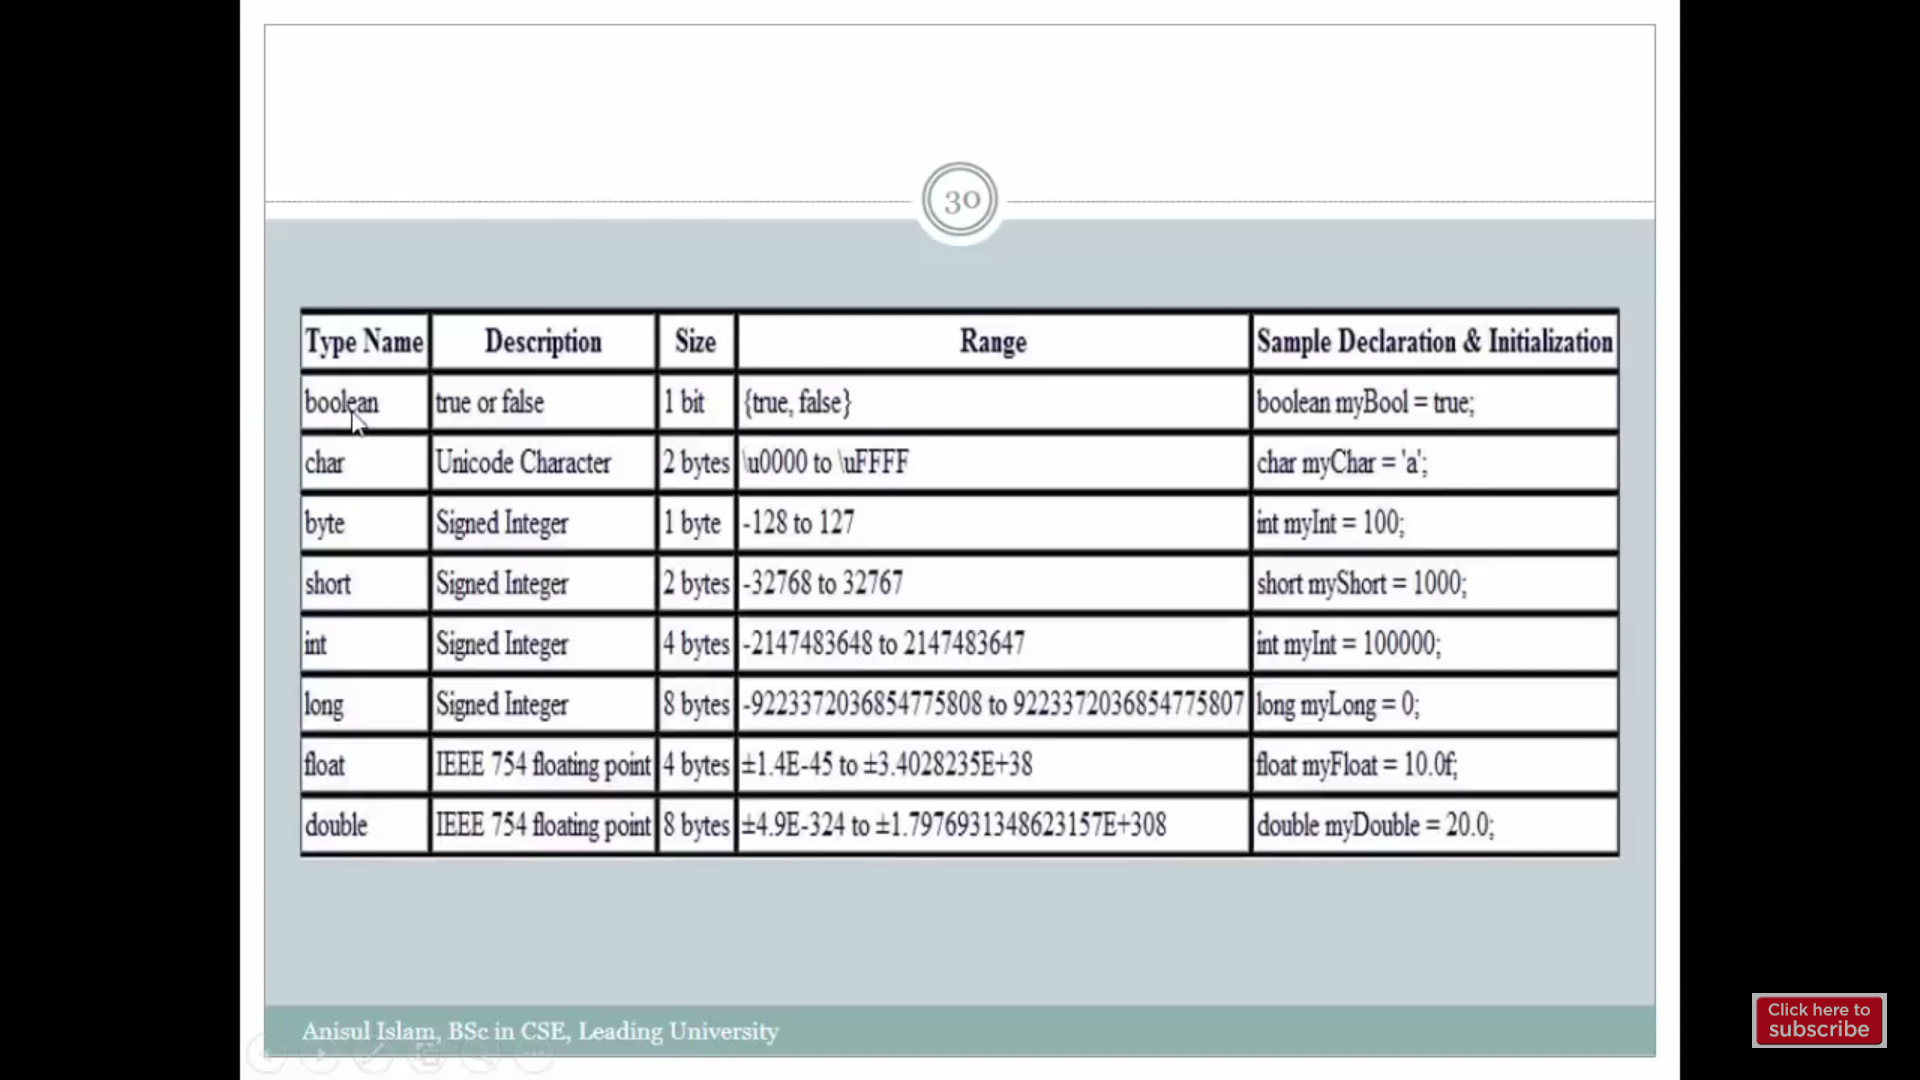 30
Type Name Description Size Range Sample Declaration & Initialization
boolean true or false 1 bit {true, false} boolean myBool = true;
char Unicode Character 2 bytes \u0000 to \uFFFF char myChar = 'a';
byte Signed Integer 1 byte -128 to 127 int myInt = 100;
short Signed Integer 2 bytes -32768 to 32767 short myShort = 1000;
int Signed Integer 4 bytes -2147483648 to 2147483647 int myInt = 100000;
long Signed Integer 8 bytes -9223372036854775808 to 9223372036854775807 long myLong = 0;
float IEEE 754 floating point 4 bytes ±1.4E-45 to ±3.4028235E+38 float myFloat = 10.0f;
double IEEE 754 floating point 8 bytes ±4.9E-324 to ±1.7976931348623157E+308 double myDouble = 20.0;
Anisul Islam, BSc in CSE, Leading University
Click here to
subscribe